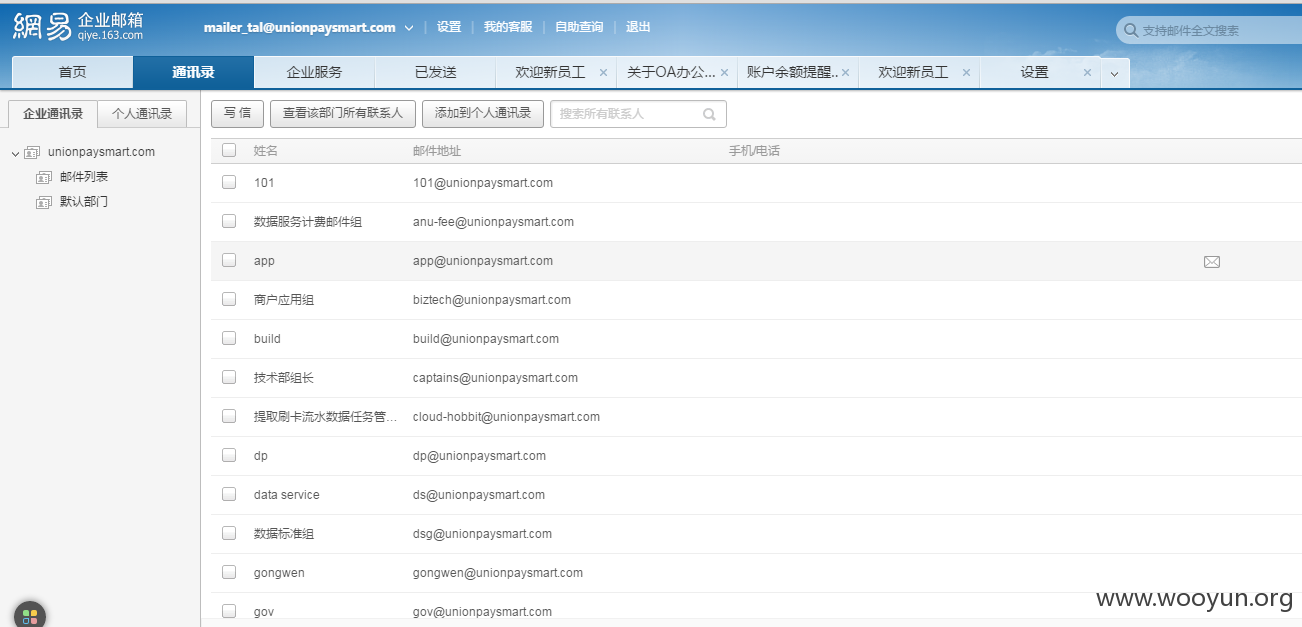 網易 企业邮箱 qiye.163.com
mailer_tal@unionpaysmart.com 设置 我的客服 自助查询 退出
支持邮件全文搜索
首页 通讯录 企业服务 已发送 欢迎新员工 × 关于OA办公... × 账户余额提醒.. × 欢迎新员工 × 设置 ×
企业通讯录 个人通讯录
写 信 查看该部门所有联系人 添加到个人通讯录 搜索所有联系人
unionpaysmart.com
邮件列表
默认部门
姓名 邮件地址 手机/电话
101 101@unionpaysmart.com
数据服务计费邮件组 anu-fee@unionpaysmart.com
app app@unionpaysmart.com
商户应用组 biztech@unionpaysmart.com
build build@unionpaysmart.com
技术部组长 captains@unionpaysmart.com
提取刷卡流水数据任务管... cloud-hobbit@unionpaysmart.com
dp dp@unionpaysmart.com
data service ds@unionpaysmart.com
数据标准组 dsg@unionpaysmart.com
gongwen gongwen@unionpaysmart.com
gov gov@unionpaysmart.com
www.wooyun.org